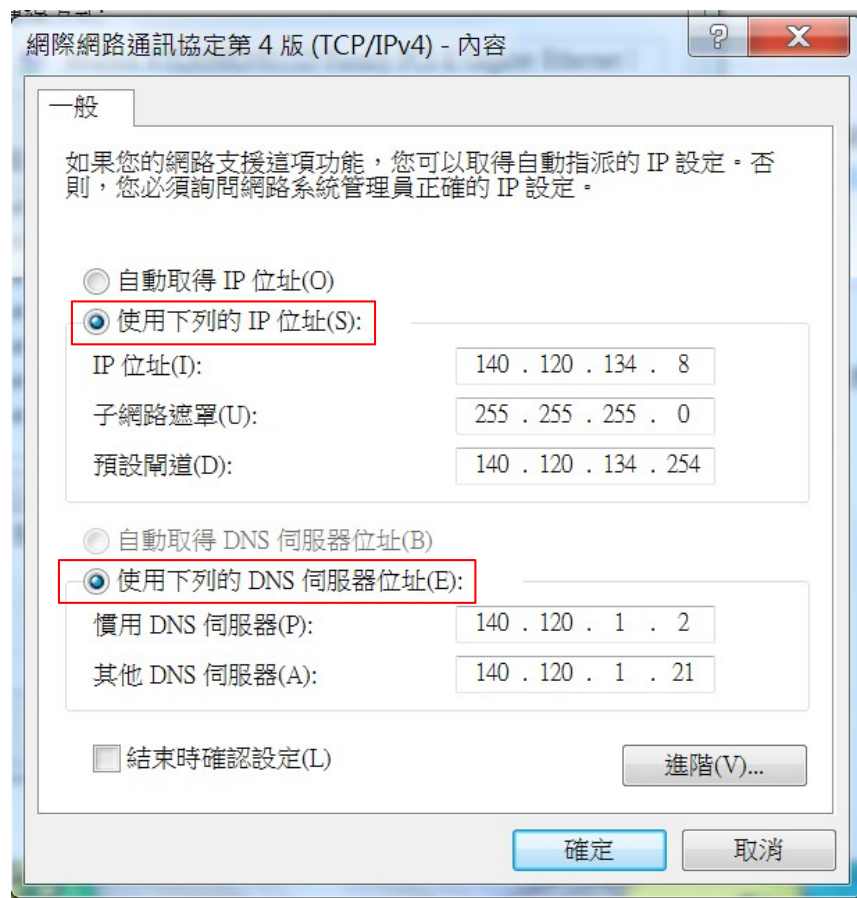 網際網路通訊協定第 4 版 (TCP/IPv4) - 內容
一般
如果您的網路支援這項功能，您可以取得自動指派的 IP 設定。否
則，您必須詢問網路系統管理員正確的 IP 設定。
自動取得 IP 位址(O)
使用下列的 IP 位址(S):
IP 位址(I): 140 . 120 . 134 . 8
子網路遮罩(U): 255 . 255 . 255 . 0
預設閘道(D): 140 . 120 . 134 . 254
自動取得 DNS 伺服器位址(B)
使用下列的 DNS 伺服器位址(E):
慣用 DNS 伺服器(P): 140 . 120 . 1 . 2
其他 DNS 伺服器(A): 140 . 120 . 1 . 21
結束時確認設定(L)
進階(V)...
確定 取消